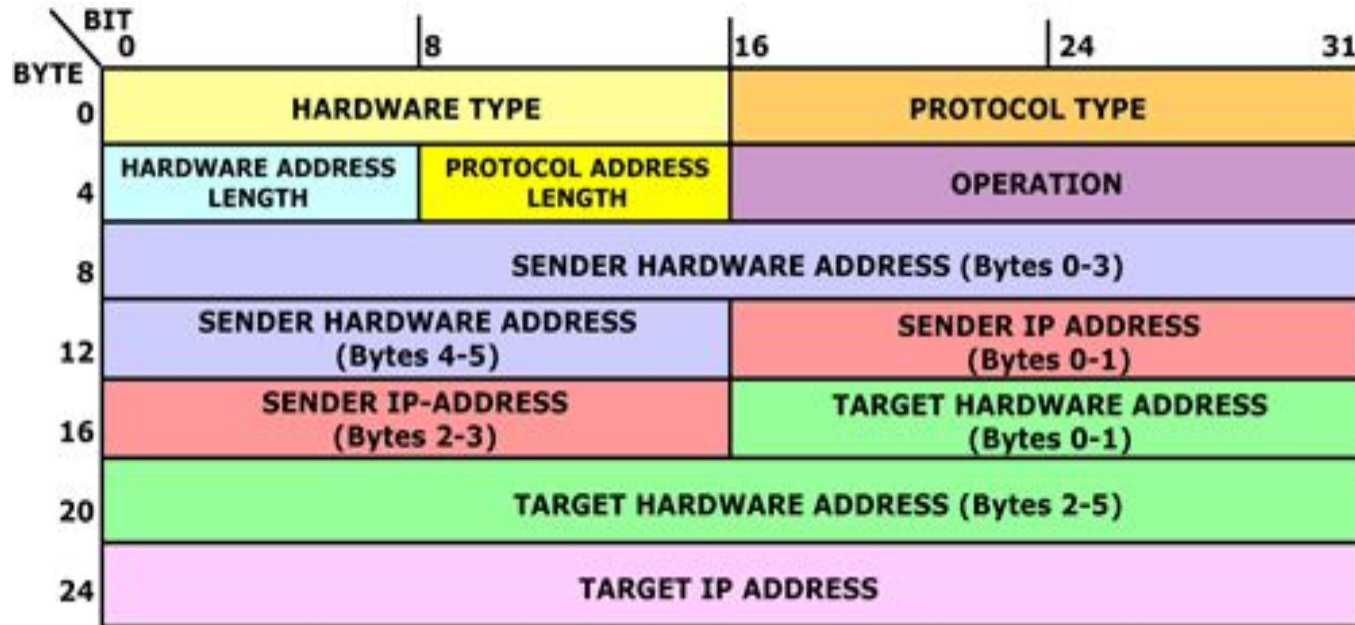 BIT
0 8 16 24 31
BYTE
0 HARDWARE TYPE PROTOCOL TYPE
HARDWARE ADDRESS PROTOCOL ADDRESS
4 LENGTH LENGTH OPERATION
8 SENDER HARDWARE ADDRESS (Bytes 0-3)
SENDER HARDWARE ADDRESS SENDER IP ADDRESS
12 (Bytes 4-5) (Bytes 0-1)
SENDER IP-ADDRESS TARGET HARDWARE ADDRESS
16 (Bytes 2-3) (Bytes 0-1)
20 TARGET HARDWARE ADDRESS (Bytes 2-5)
24 TARGET IP ADDRESS